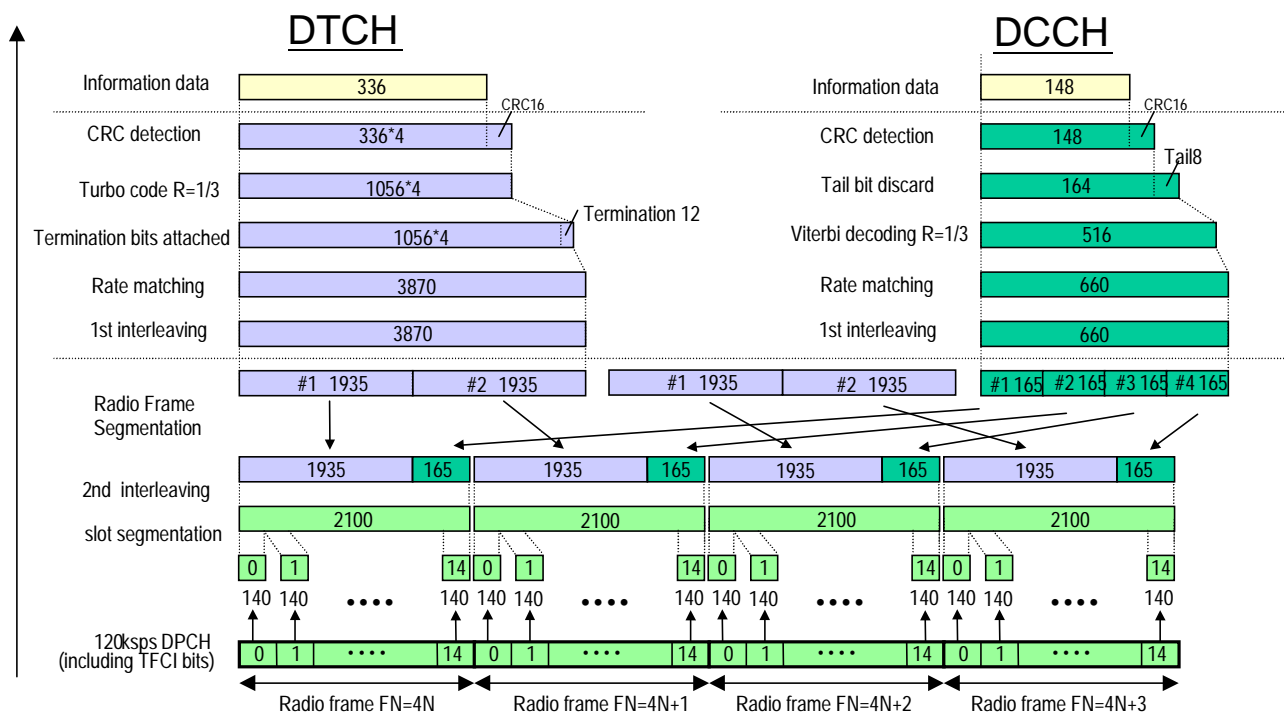 DTCH DCCH
Information data 336 Information data 148
CRC16 CRC16
CRC detection 336*4 CRC detection 148
Tail8
Turbo code R=1/3 1056*4 Tail bit discard 164
Termination 12
Termination bits attached 1056*4 Viterbi decoding R=1/3 516
Rate matching 3870 Rate matching 660
1st interleaving 3870 1st interleaving 660
#1 1935 #2 1935 #1 1935 #2 1935 #1 165 #2 165 #3 165 #4 165
Radio Frame
Segmentation
1935 165 1935 165 1935 165 1935 165
2nd interleaving
2100 2100 2100 2100
slot segmentation
0 1 14 0 1 14 0 1 14 0 1 14
140 140 •••• 140 140 140 •••• 140 140 140 •••• 140 140 140 •••• 140
120ksps DPCH
(including TFCI bits)
0 1 •••• 14 0 1 •••• 14 0 1 •••• 14 0 1 •••• 14
Radio frame FN=4N Radio frame FN=4N+1 Radio frame FN=4N+2 Radio frame FN=4N+3